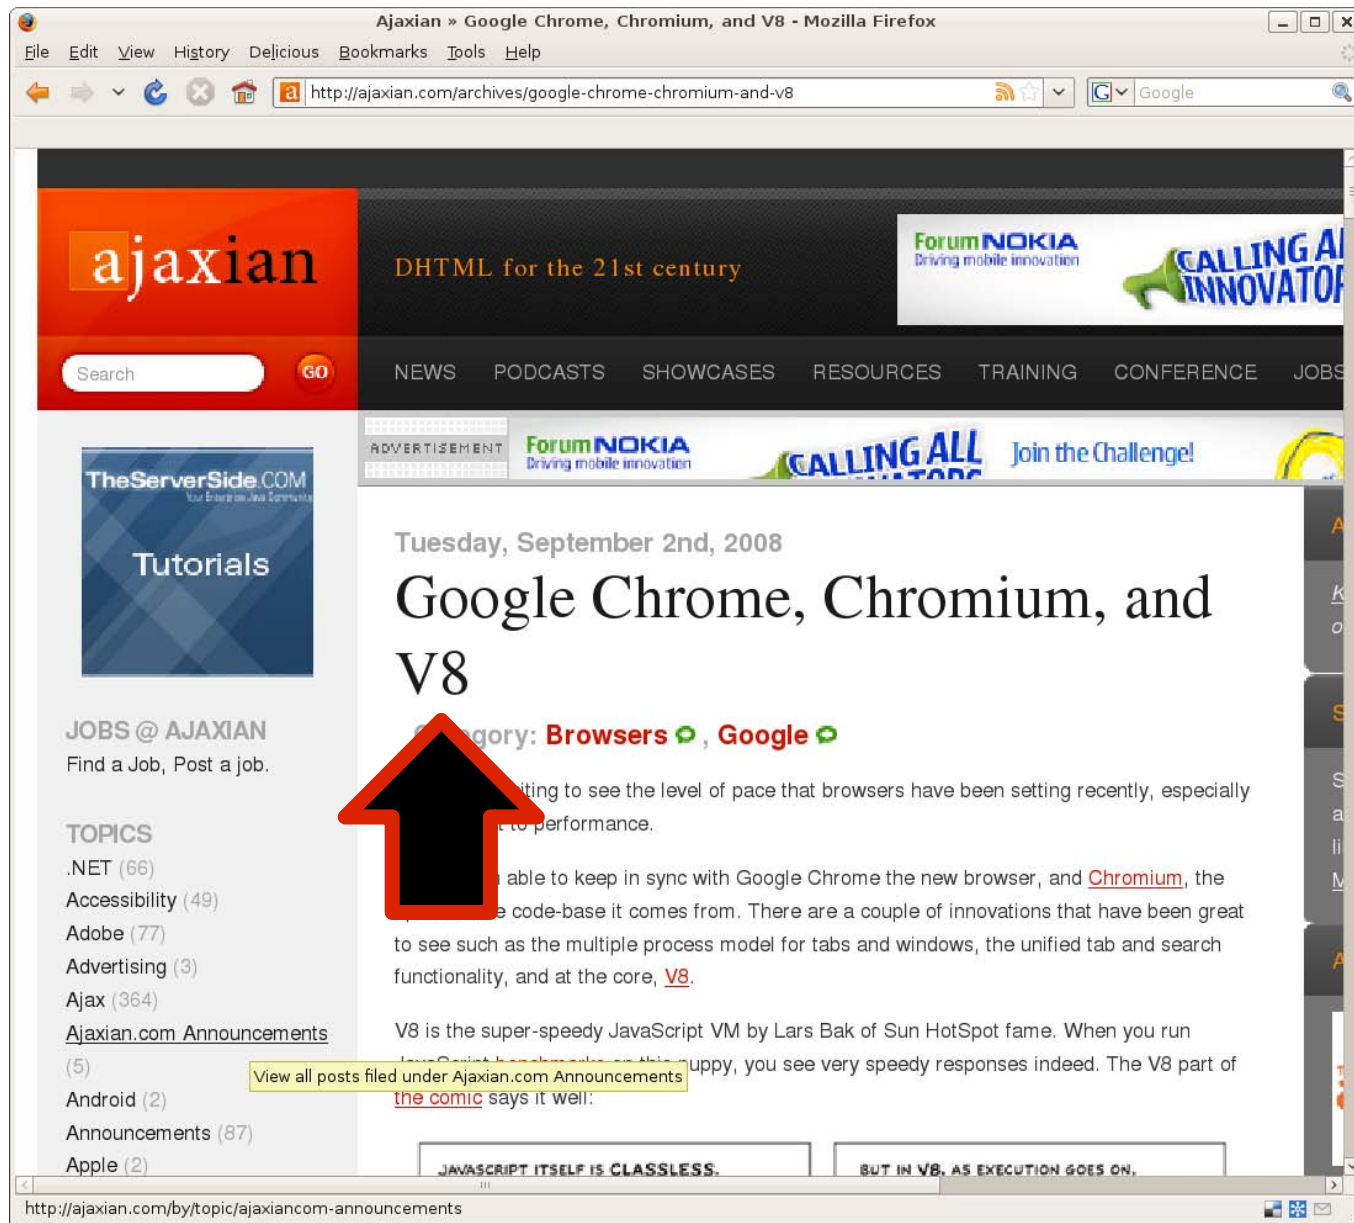 Ajaxian » Google Chrome, Chromium, and V8 - Mozilla Firefox
File Edit View History Delicious Bookmarks Tools Help
http://ajaxian.com/archives/google-chrome-chromium-and-v8
Google
ajaxian
DHTML for the 21st century
Forum NOKIA
Driving mobile innovation
CALLING
INNOVATOR
Search
GO
NEWS PODCASTS SHOWCASES RESOURCES TRAINING CONFERENCE JOBS
ADVERTISEMENT
Forum NOKIA
Driving mobile innovation
CALLING ALL
Join the Challenge!
TheServerSide.COM
Your Enterprise Java Community
Tutorials
JOBS @ AJAXIAN
Find a Job, Post a job.
TOPICS
.NET (66)
Accessibility (49)
Adobe (77)
Advertising (3)
Ajax (364)
Ajaxian.com Announcements
(5)
Android (2)
Announcements (87)
Apple (2)
View all posts filed under Ajaxian.com Announcements
Tuesday, September 2nd, 2008
Google Chrome, Chromium, and
V8
Browsers , Google
to see the level of pace that browsers have been setting recently, especially
to performance.
able to keep in sync with Google Chrome the new browser, and Chromium, the
code-base it comes from. There are a couple of innovations that have been great
to see such as the multiple process model for tabs and windows, the unified tab and search
functionality, and at the core, V8.
V8 is the super-speedy JavaScript VM by Lars Bak of Sun HotSpot fame. When you run
you see very speedy responses indeed. The V8 part of
the comic says it well:
JAVASCRIPT ITSELF IS CLASSLESS.
BUT IN V8, AS EXECUTION GOES ON,
http://ajaxian.com/by/topic/ajaxiancom-announcements